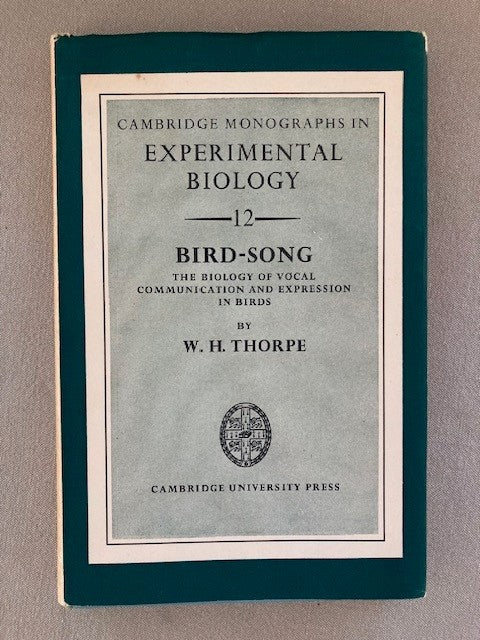 CAMBRIDGE MONOGRAPHS IN
EXPERIMENTAL
BIOLOGY
12
BIRD-SONG
THE BIOLOGY OF VOCAL
COMMUNICATION AND EXPRESSION
IN BIRDS
BY
W. H. THORPE
CAMBRIDGE UNIVERSITY PRESS